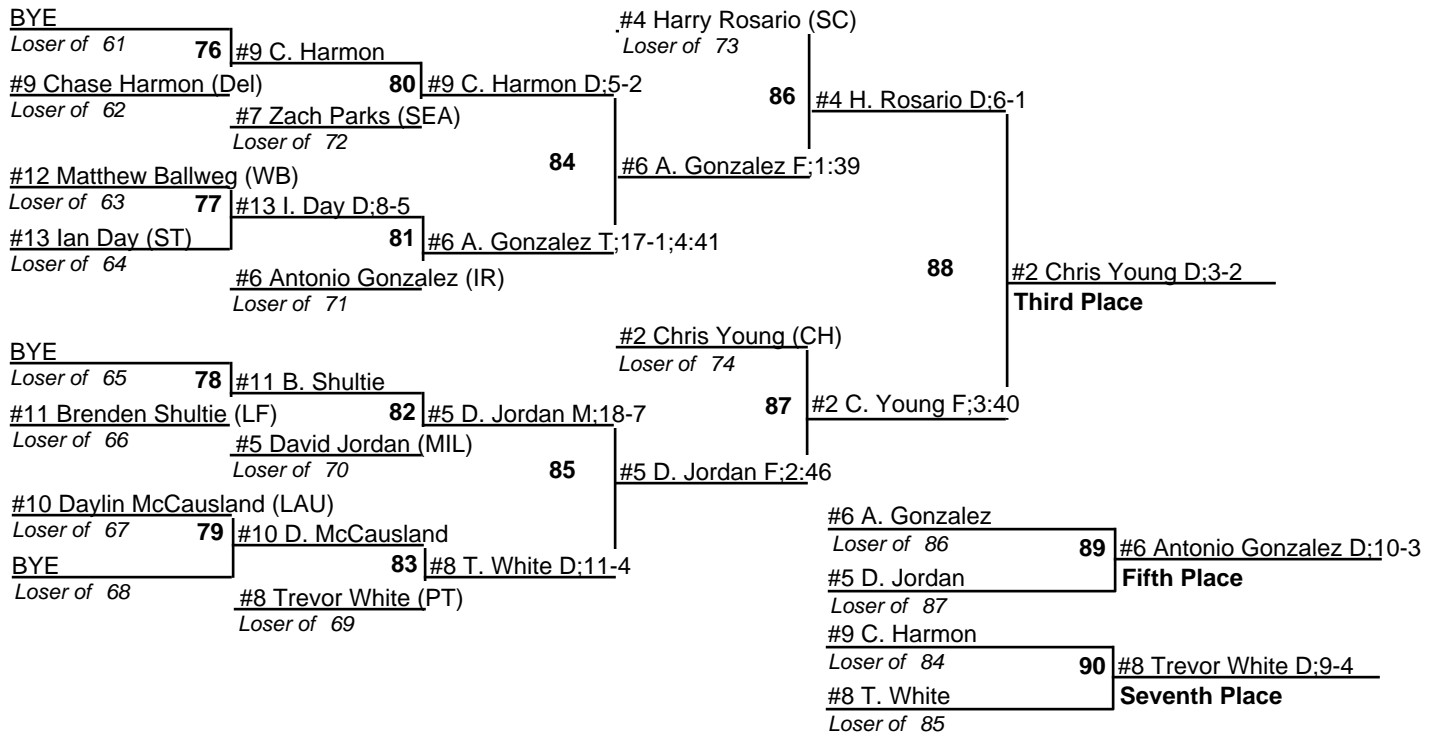 BYE
Loser of 61
76
#9 C. Harmon
#9 Chase Harmon (Del)
Loser of 62
80
#9 C. Harmon D;5-2
#7 Zach Parks (SEA)
Loser of 72
#12 Matthew Ballweg (WB)
Loser of 63
77
#13 I. Day D;8-5
#13 Ian Day (ST)
Loser of 64
81
#6 A. Gonzalez T;17-1;4:41
#6 Antonio Gonzalez (IR)
Loser of 71
84
#6 A. Gonzalez F;1:39
#4 Harry Rosario (SC)
Loser of 73
86
#4 H. Rosario D;6-1
BYE
Loser of 65
78
#11 B. Shultie
#11 Brenden Shultie (LF)
Loser of 66
82
#5 D. Jordan M;18-7
#5 David Jordan (MIL)
Loser of 70
#10 Daylin McCausland (LAU)
Loser of 67
79
#10 D. McCausland
BYE
Loser of 68
83
#8 T. White D;11-4
#8 Trevor White (PT)
Loser of 69
85
#5 D. Jordan F;2:46
#2 Chris Young (CH)
Loser of 74
87
#2 C. Young F;3:40
88
#2 Chris Young D;3-2
Third Place
#6 A. Gonzalez
Loser of 86
89
#6 Antonio Gonzalez D;10-3
Fifth Place
#5 D. Jordan
Loser of 87
#9 C. Harmon
Loser of 84
90
#8 Trevor White D;9-4
Seventh Place
#8 T. White
Loser of 85